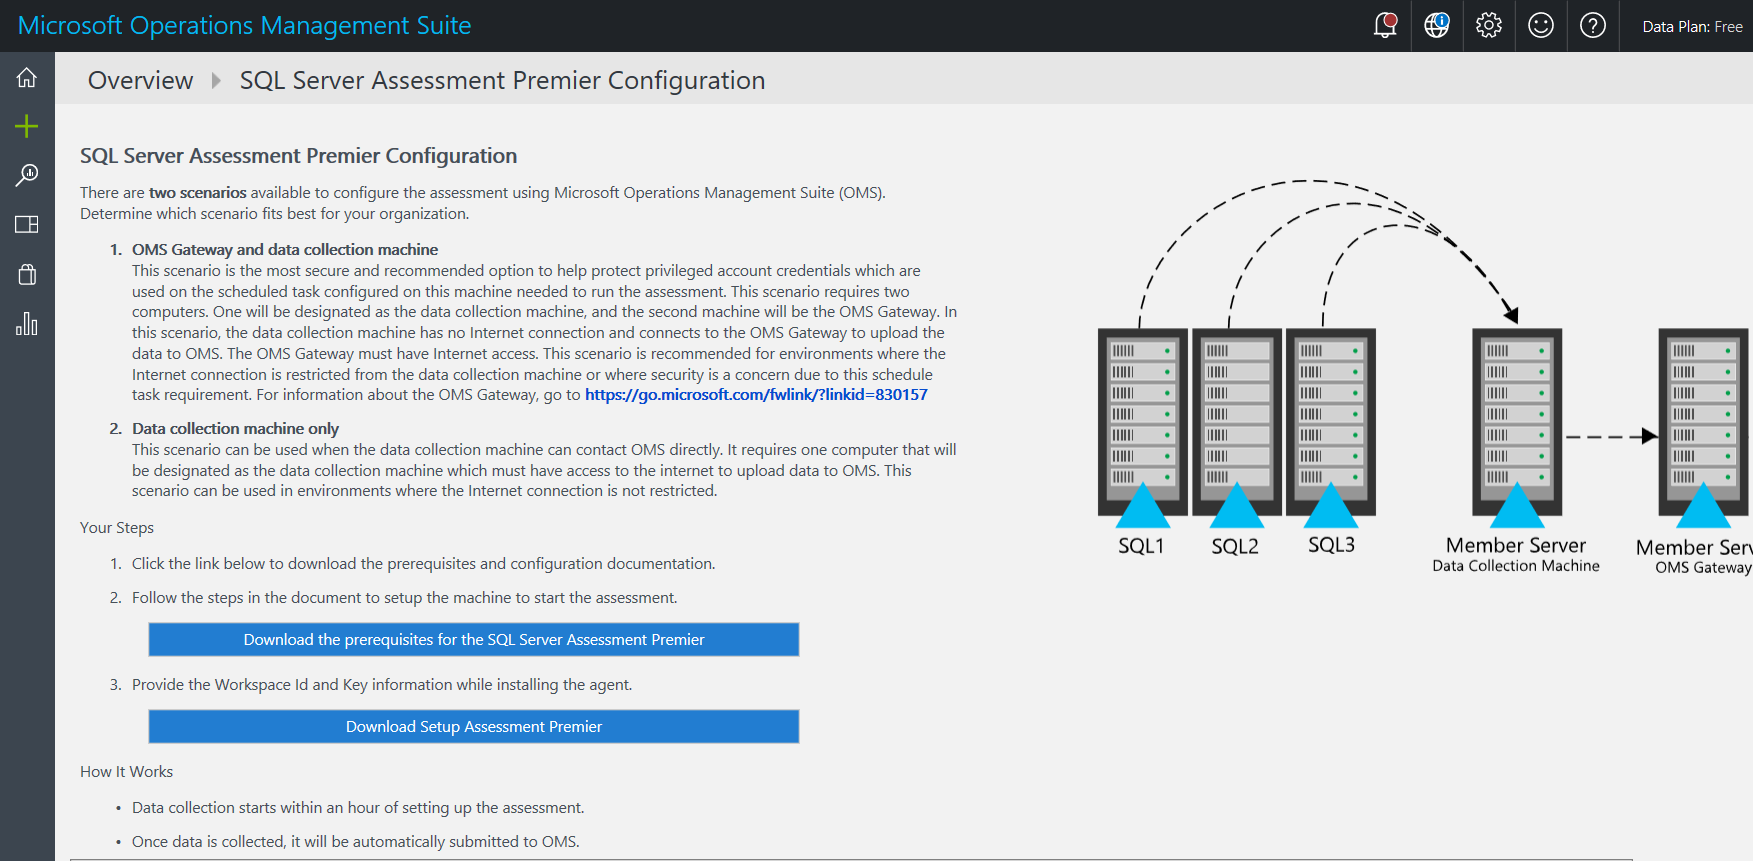 Microsoft Operations Management Suite
Data Plan: Free
Overview SQL Server Assessment Premier Configuration
SQL Server Assessment Premier Configuration
There are two scenarios available to configure the assessment using Microsoft Operations Management Suite (OMS).
Determine which scenario fits best for your organization.
1. OMS Gateway and data collection machine
This scenario is the most secure and recommended option to help protect privileged account credentials which are
used on the scheduled task configured on this machine needed to run the assessment. This scenario requires two
computers. One will be designated as the data collection machine, and the second machine will be the OMS Gateway. In
this scenario, the data collection machine has no Internet connection and connects to the OMS Gateway to upload the
data to OMS. The OMS Gateway must have Internet access. This scenario is recommended for environments where the
Internet connection is restricted from the data collection machine or where security is a concern due to this schedule
task requirement. For information about the OMS Gateway, go to https://go.microsoft.com/fwlink/?linkid=830157
2. Data collection machine only
This scenario can be used when the data collection machine can contact OMS directly. It requires one computer that will
be designated as the data collection machine which must have access to the internet to upload data to OMS. This
scenario can be used in environments where the Internet connection is not restricted.
Your Steps
1. Click the link below to download the prerequisites and configuration documentation.
2. Follow the steps in the document to setup the machine to start the assessment.
Download the prerequisites for the SQL Server Assessment Premier
3. Provide the Workspace Id and Key information while installing the agent.
Download Setup Assessment Premier
How It Works
• Data collection starts within an hour of setting up the assessment.
• Once data is collected, it will be automatically submitted to OMS.
SQL1
SQL2
SQL3
Member Server
Data Collection Machine
Member Serv
OMS Gateway